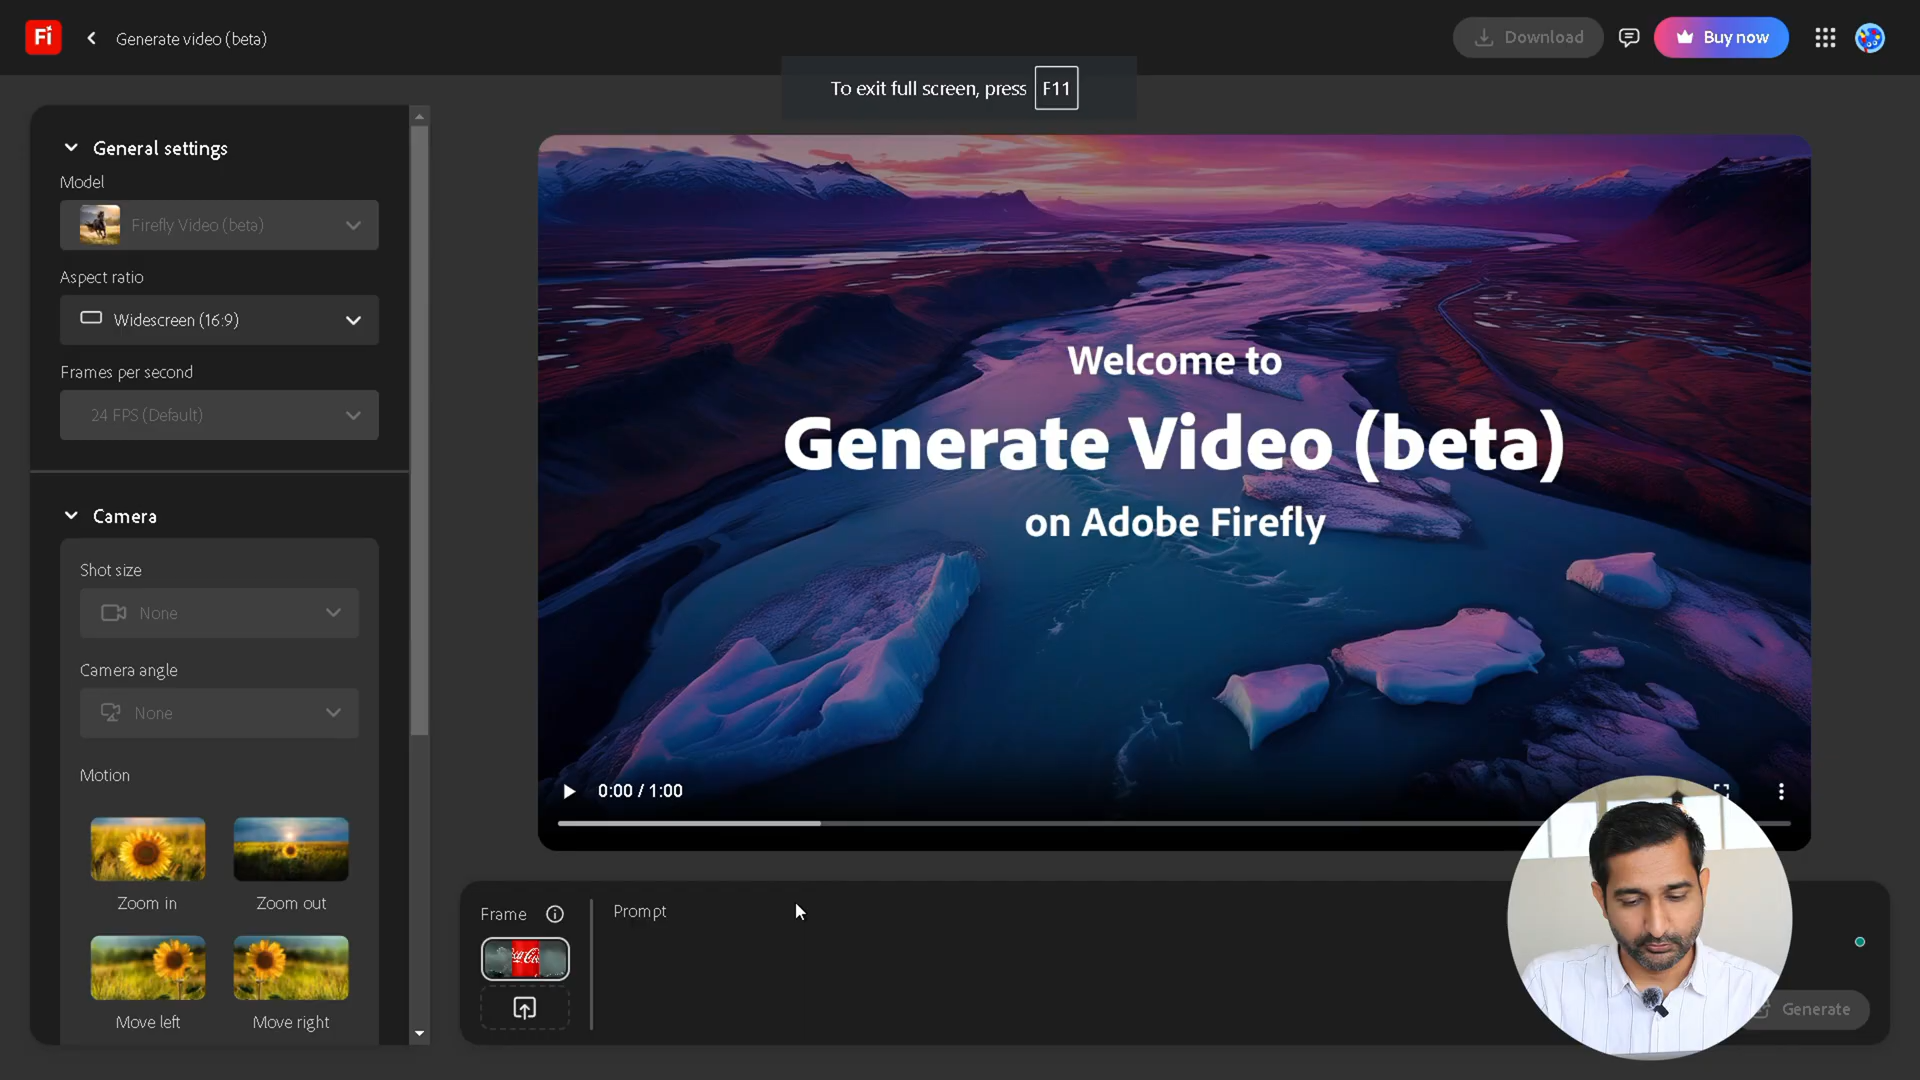 Fi
Generate video (beta)
Download
Buy now
To exit full screen, press F11
General settings
Model
Firefly Video (beta)
Aspect ratio
Widescreen (16:9)
Frames per second
24 FPS (Default)
Camera
Shot size
None
Camera angle
None
Motion
Zoom in
Zoom out
Move left
Move right
Welcome to
Generate Video (beta)
on Adobe Firefly
0:00 / 1:00
Frame
Prompt
Generate